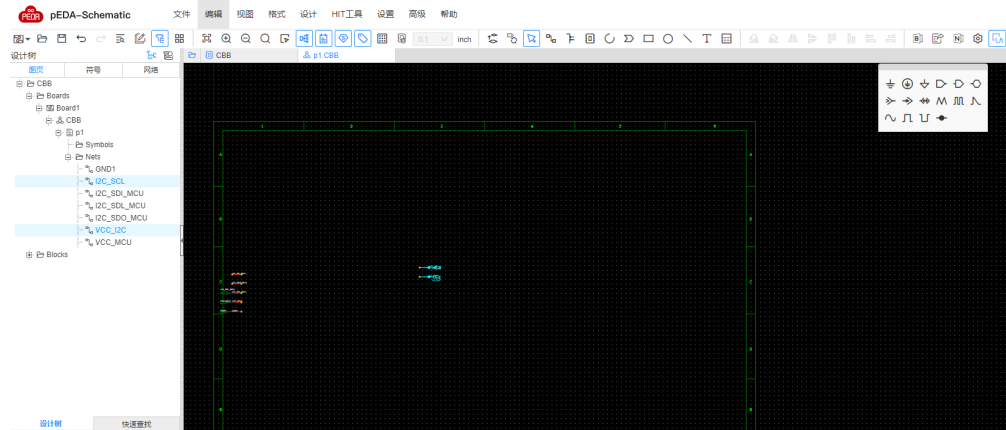 PEDA pEDA-Schematic 文件 编辑 视图 格式 设计 HIT工具 设置 高级 帮助
0.1 inch
设计树
CBB p1.CBB
图页 符号 网络
CBB
Boards
Board1
CBB
p1
Symbols
Nets
GND1
I2C_SCL
I2C_SDI_MCU
I2C_SDL_MCU
I2C_SDO_MCU
VCC_I2C
VCC_MCU
Blocks
1 2 3 4 5 6
A A
B B
C C
D D
E E
设计树 快速查找